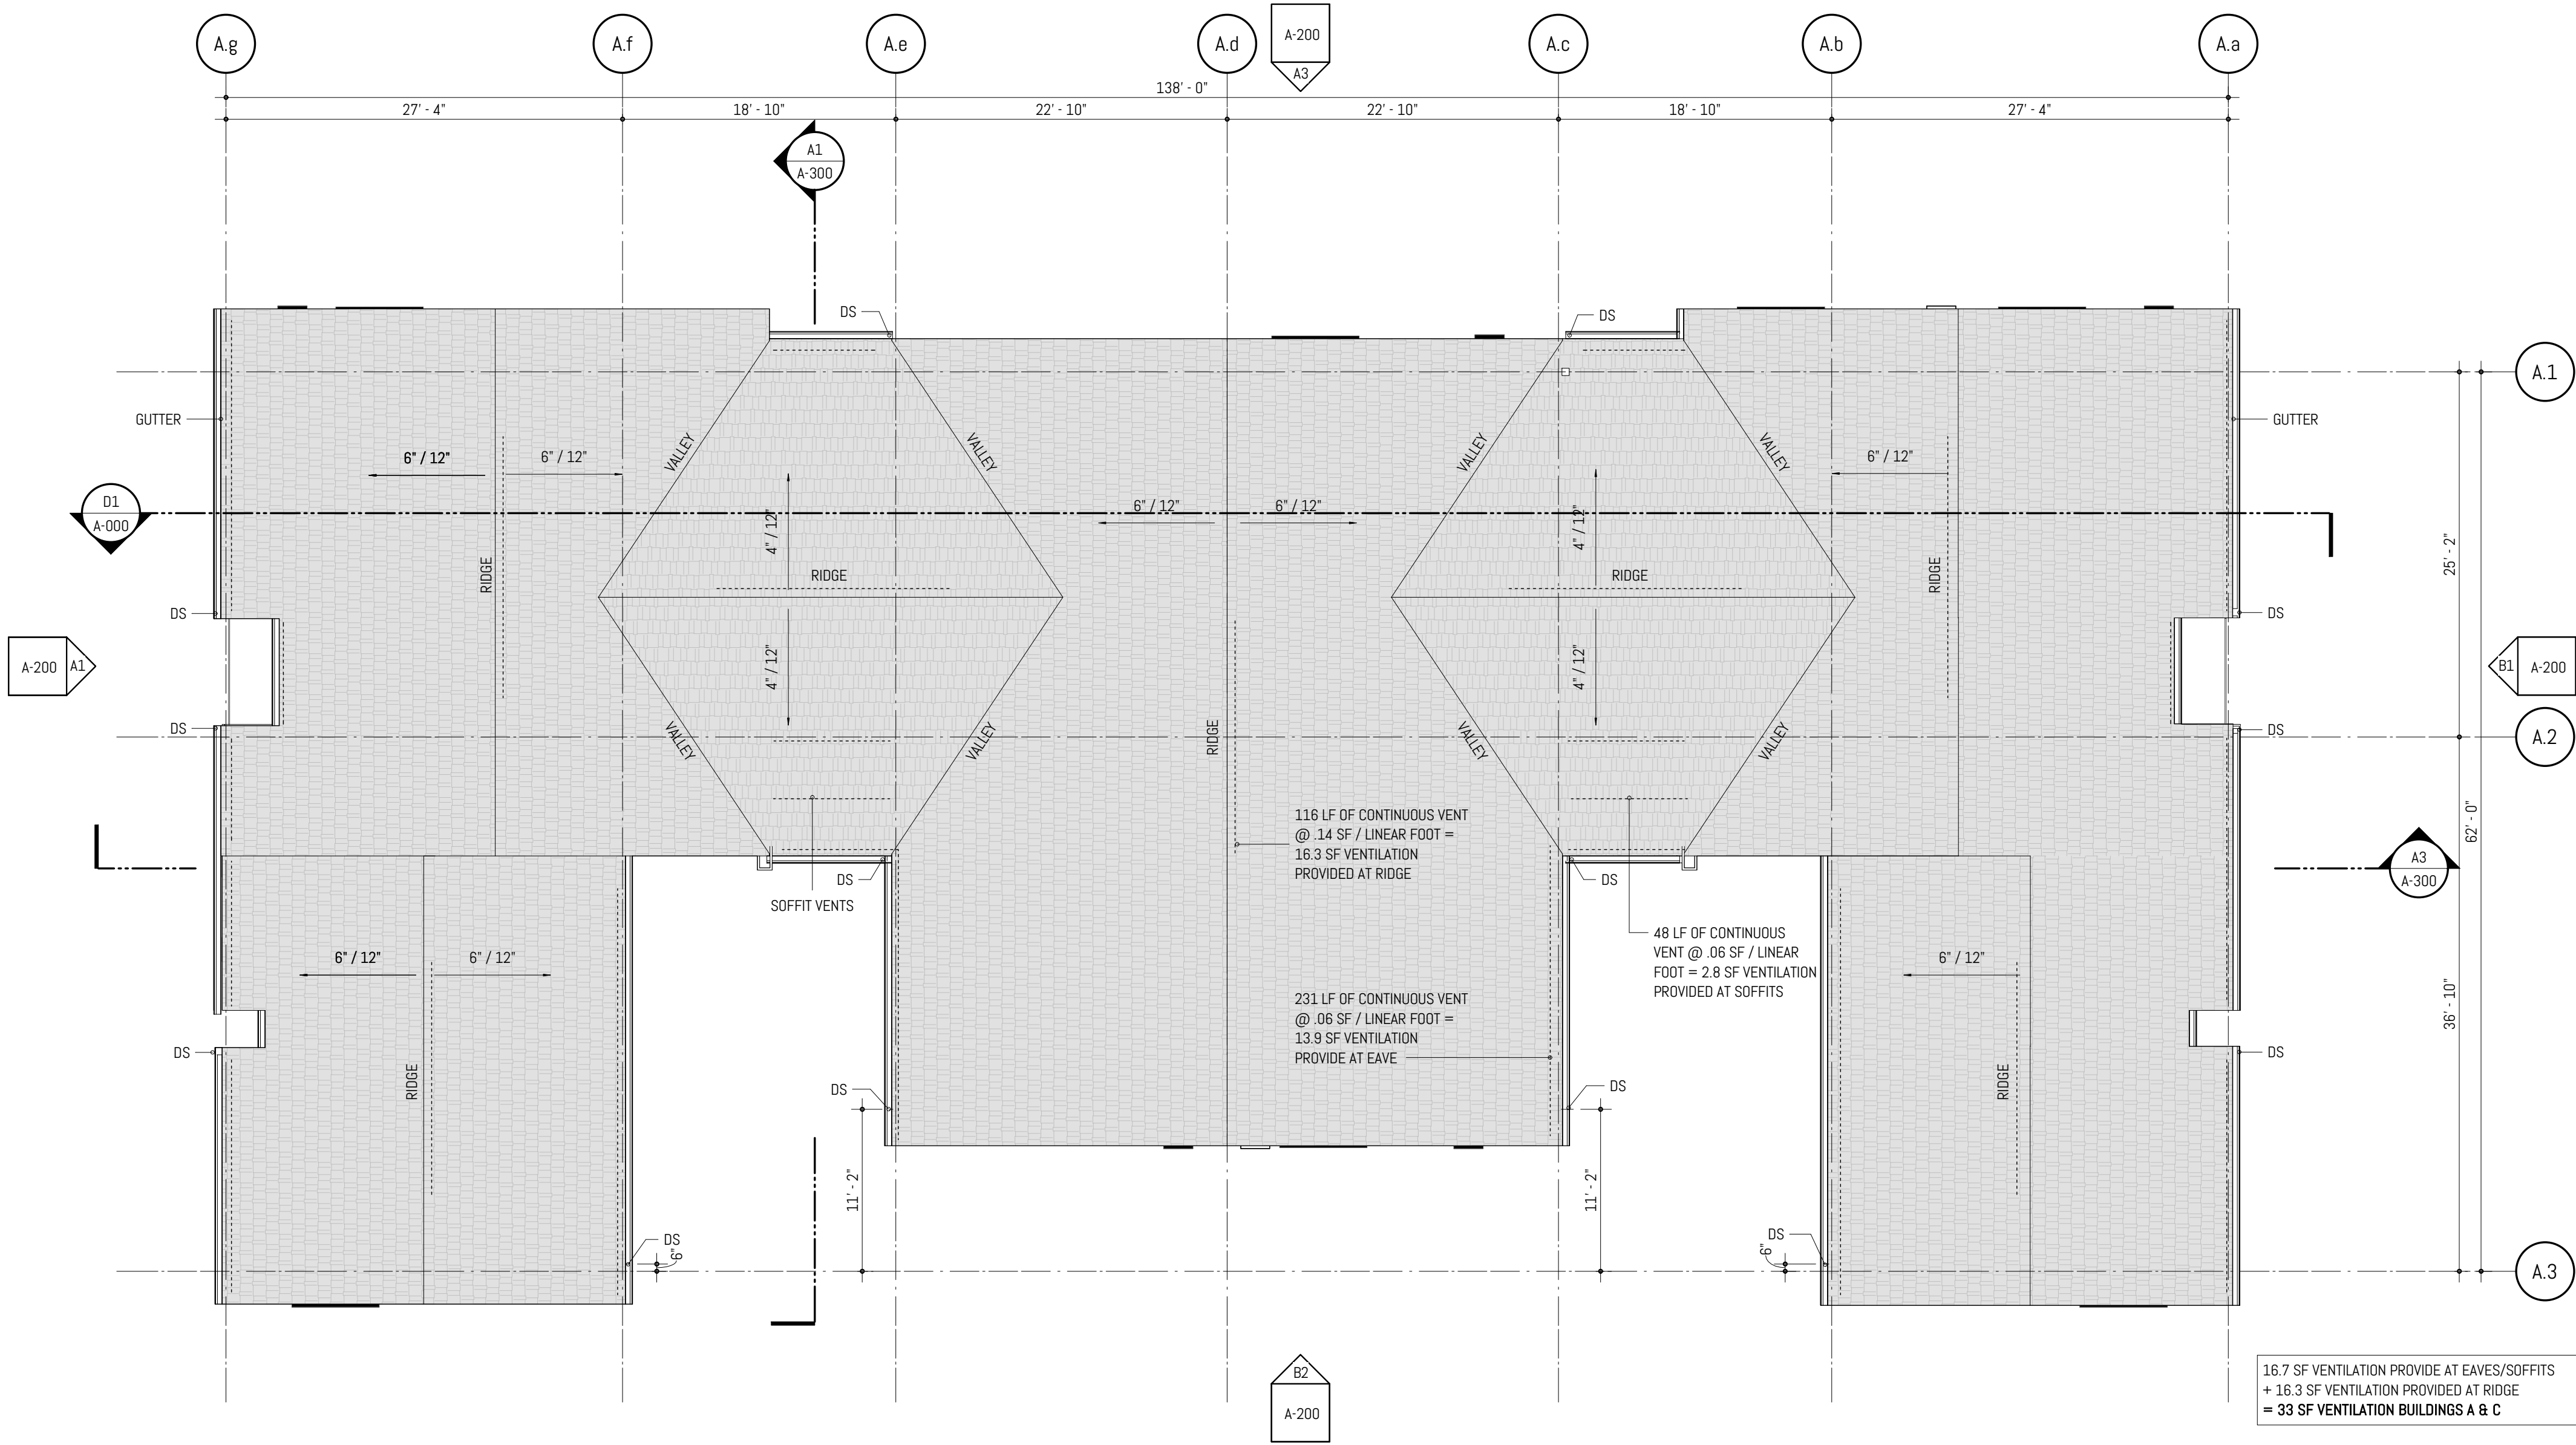 A.g
A.f
A.e
A.d
A.c
A.b
A.a
A-200
A3
138' - 0"
27' - 4"
18' - 10"
22' - 10"
22' - 10"
18' - 10"
27' - 4"
A1
A-300
DS
DS
A.1
GUTTER
GUTTER
VALLEY
VALLEY
VALLEY
VALLEY
6" / 12"
6" / 12"
6" / 12"
D1
A-000
6" / 12"
6" / 12"
4" / 12"
4" / 12"
25' - 2"
RIDGE
RIDGE
RIDGE
RIDGE
DS
DS
A-200
A1
4" / 12"
4" / 12"
B1
A-200
DS
DS
VALLEY
VALLEY
RIDGE
VALLEY
VALLEY
A.2
62' - 0"
116 LF OF CONTINUOUS VENT
@ .14 SF / LINEAR FOOT =
16.3 SF VENTILATION
PROVIDED AT RIDGE
A3
A-300
DS
DS
SOFFIT VENTS
48 LF OF CONTINUOUS
VENT @ .06 SF / LINEAR
FOOT = 2.8 SF VENTILATION
PROVIDED AT SOFFITS
6" / 12"
6" / 12"
6" / 12"
231 LF OF CONTINUOUS VENT
@ .06 SF / LINEAR FOOT =
13.9 SF VENTILATION
PROVIDE AT EAVE
36' - 10"
DS
DS
RIDGE
RIDGE
DS
DS
11' - 2"
11' - 2"
DS
6"
DS
6"
A.3
B2
A-200
16.7 SF VENTILATION PROVIDE AT EAVES/SOFFITS
+ 16.3 SF VENTILATION PROVIDED AT RIDGE
= 33 SF VENTILATION BUILDINGS A & C